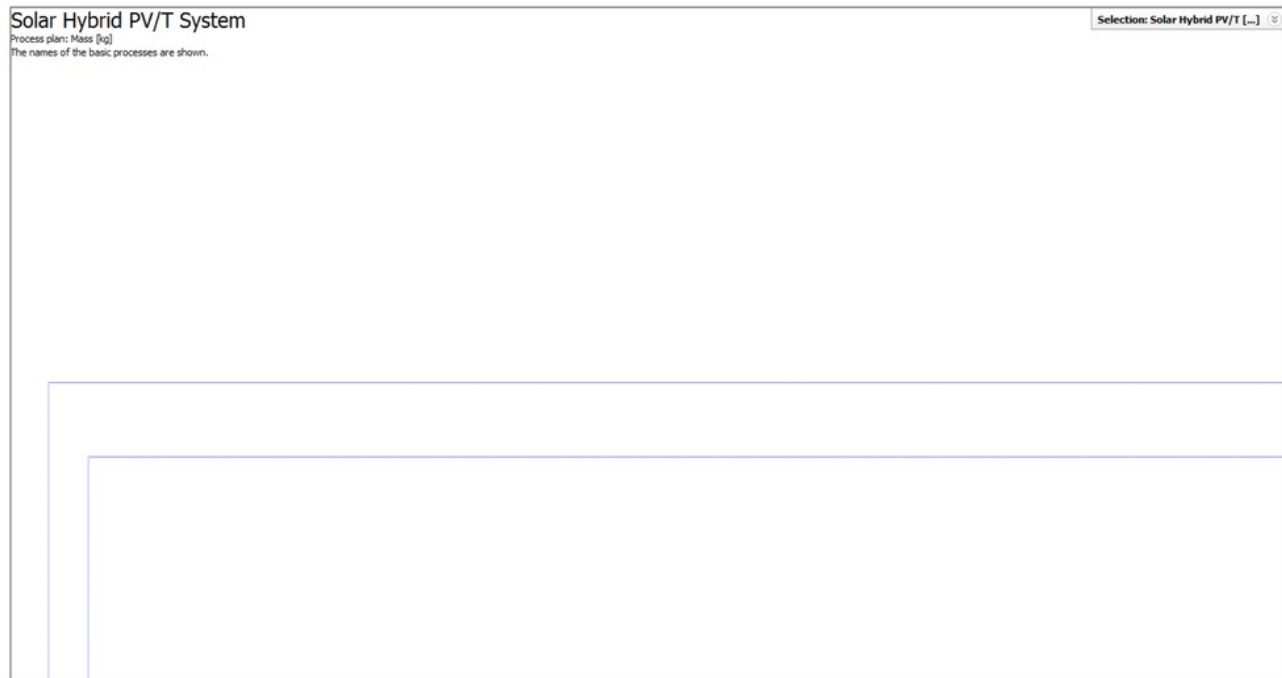 Solar Hybrid PV/T System
Process plan: Mass [kg]
The names of the basic processes are shown.
Selection: Solar Hybrid PV/T [...]